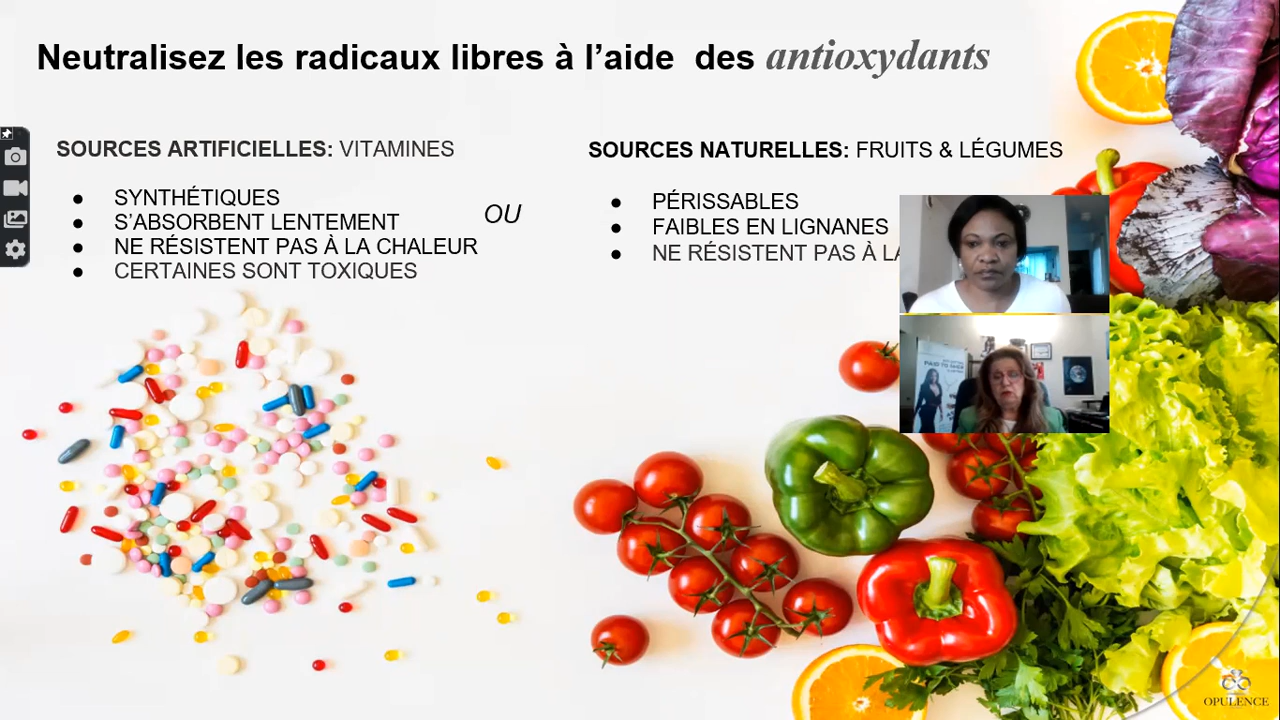 Neutralisez les radicaux libres à l’aide des antioxydants
SOURCES ARTIFICIELLES: VITAMINES
● SYNTHÉTIQUES
● S’ABSORBENT LENTEMENT
● NE RÉSISTENT PAS À LA CHALEUR
● CERTAINES SONT TOXIQUES
OU
SOURCES NATURELLES: FRUITS & LÉGUMES
● PÉRISSABLES
● FAIBLES EN LIGNANES
● NE RÉSISTENT PAS À LA
OPULENCE